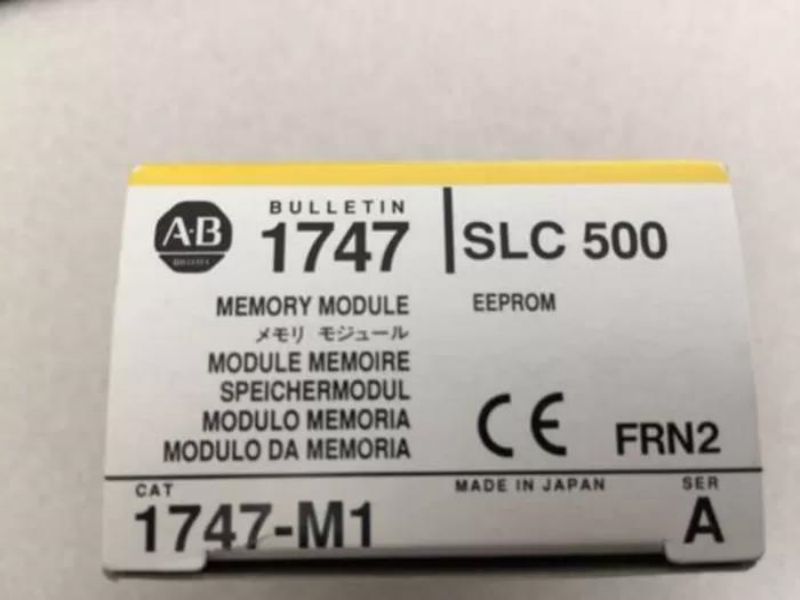 A·B
BULLETIN
1747
SLC 500
MEMORY MODULE
メモリ モジュール
MODULE MEMOIRE
SPEICHERMODUL
MODULO MEMORIA
MODULO DA MEMORIA
EEPROM
CE
FRN2
CAT
1747-M1
MADE IN JAPAN
SER
A